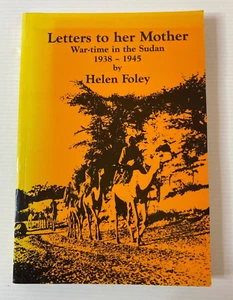 Letters to her Mother
War-time in the Sudan
1938 - 1945
by
Helen Foley